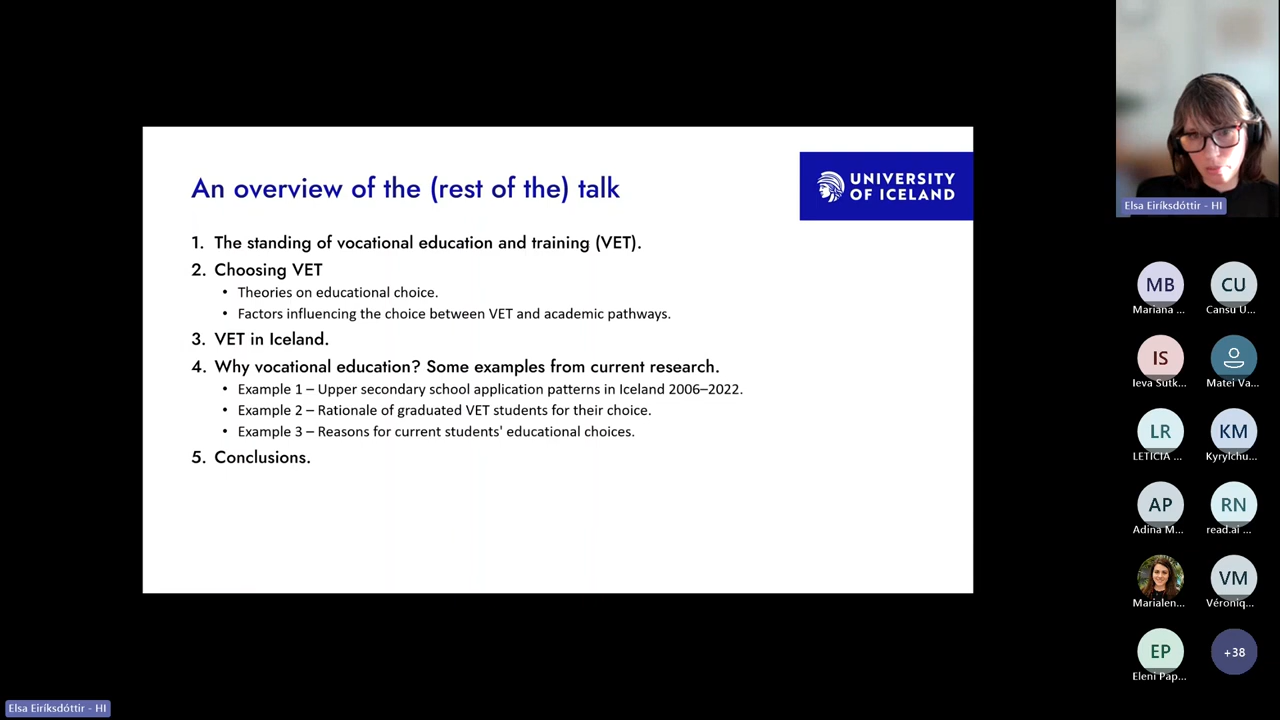 An overview of the (rest of the) talk
UNIVERSITY
OF ICELAND
1. The standing of vocational education and training (VET).
2. Choosing VET
• Theories on educational choice.
• Factors influencing the choice between VET and academic pathways.
3. VET in Iceland.
4. Why vocational education? Some examples from current research.
• Example 1 – Upper secondary school application patterns in Iceland 2006–2022.
• Example 2 – Rationale of graduated VET students for their choice.
• Example 3 – Reasons for current students' educational choices.
5. Conclusions.
Elsa Eiríksdóttir - HI
MB
Mariana ...
CU
Cansu U...
IS
Ieva Sutk...
Matei Va...
LR
LETICIA ...
KM
Kyrylchu...
AP
Adina M...
RN
read.ai ...
Marialen...
VM
Véroniq...
EP
Eleni Pap...
+38
Elsa Eiríksdóttir - HI